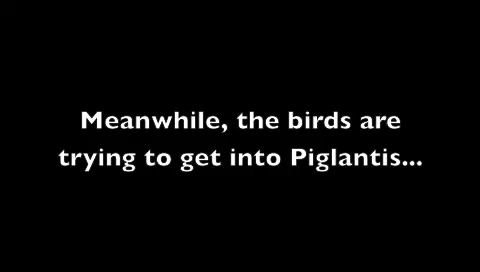 Meanwhile, the birds are
trying to get into Piglantis...